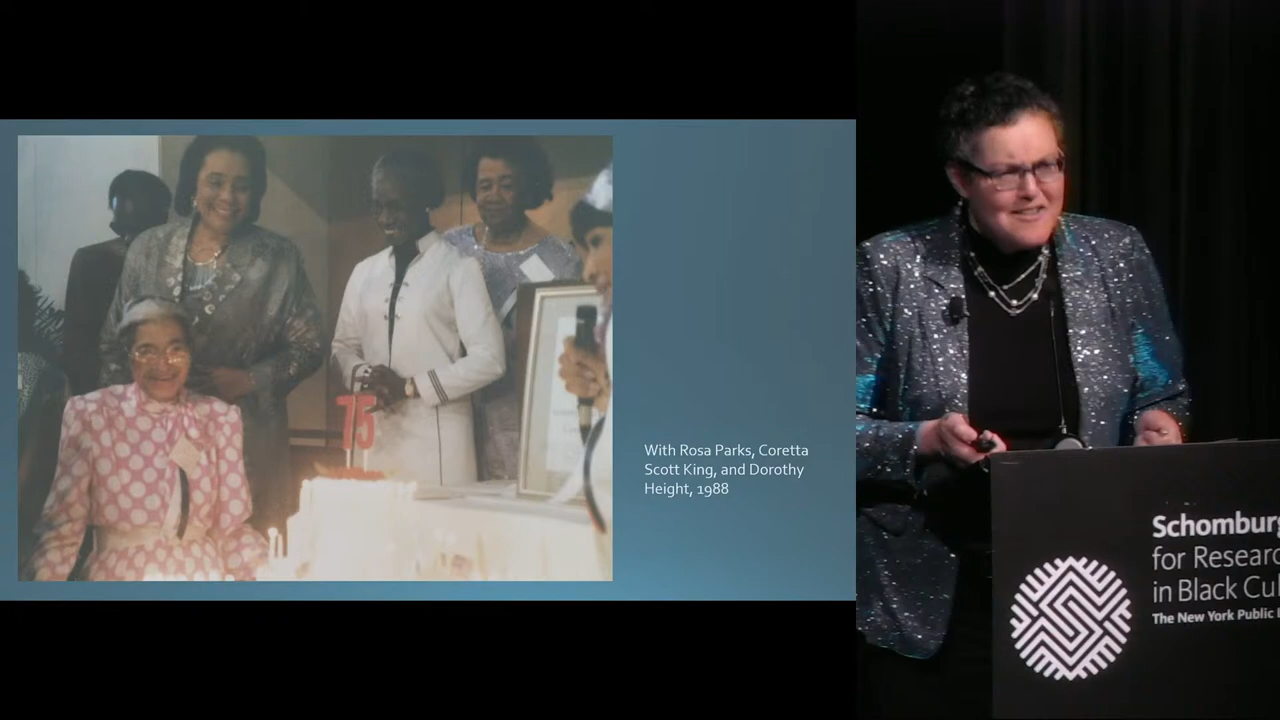 75
With Rosa Parks, Coretta
Scott King, and Dorothy
Height, 1988
Schomburg
for Resear
in Black Cul
The New York Public